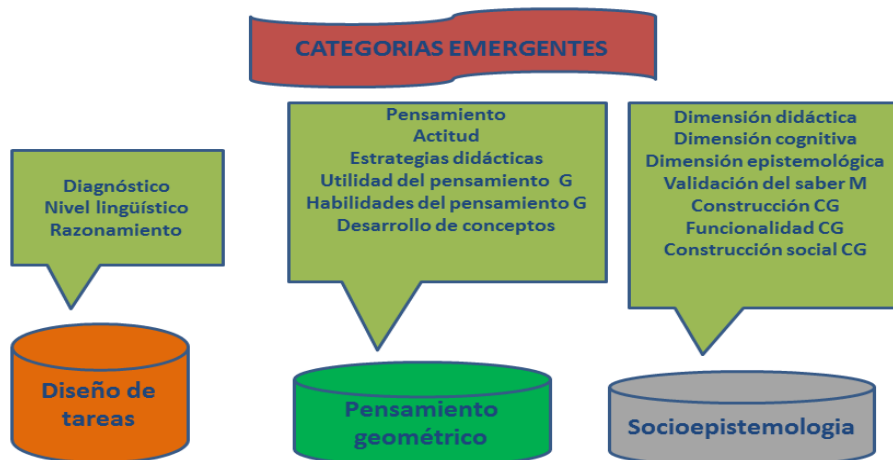 CATEGORIAS EMERGENTES
Diagnóstico
Nivel lingüístico
Razonamiento
Diseño de
tareas
Pensamiento
Actitud
Estrategias didácticas
Utilidad del pensamiento G
Habilidades del pensamiento G
Desarrollo de conceptos
Pensamiento
geométrico
Dimensión didáctica
Dimensión cognitiva
Dimensión epistemológica
Validación del saber M
Construcción CG
Funcionalidad CG
Construcción social CG
Socioepistemologia